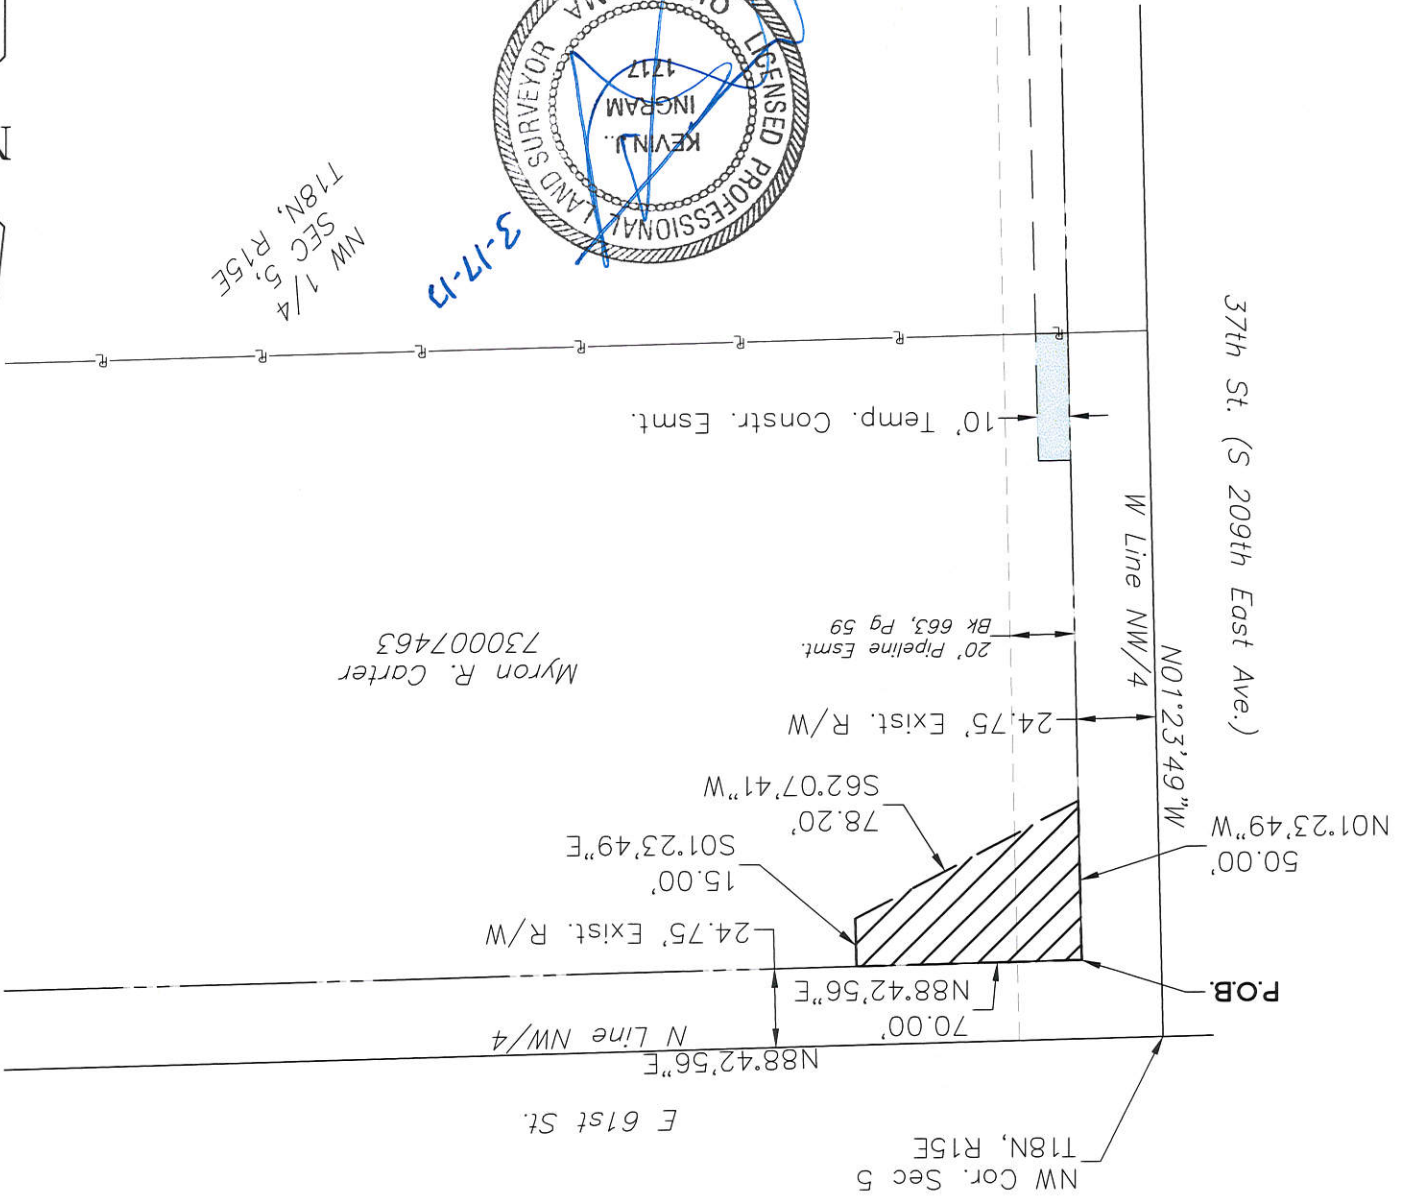 NW Cor. Sec 5
T18N, R15E
E 61st St.
N88°42'56"E
N Line NW/4
P.O.B.
70.00'
N88°42'56"E
24.75' Exist. R/W
15.00'
S01°23'49"E
50.00'
N01°23'49"W
78.20'
S62°07'41"W
24.75' Exist. R/W
N01°23'49"W
W Line NW/4
37th St. (S 209th East Ave.)
20' Pipeline Esmt.
Bk 663, Pg 59
Myron R. Carter
730007463
10' Temp. Constr. Esmt.
NW 1/4
SEC 5,
T18N, R15E
3-17-17
LICENSED PROFESSIONAL LAND SURVEYOR
KEVIN J.
INGRAM
1717